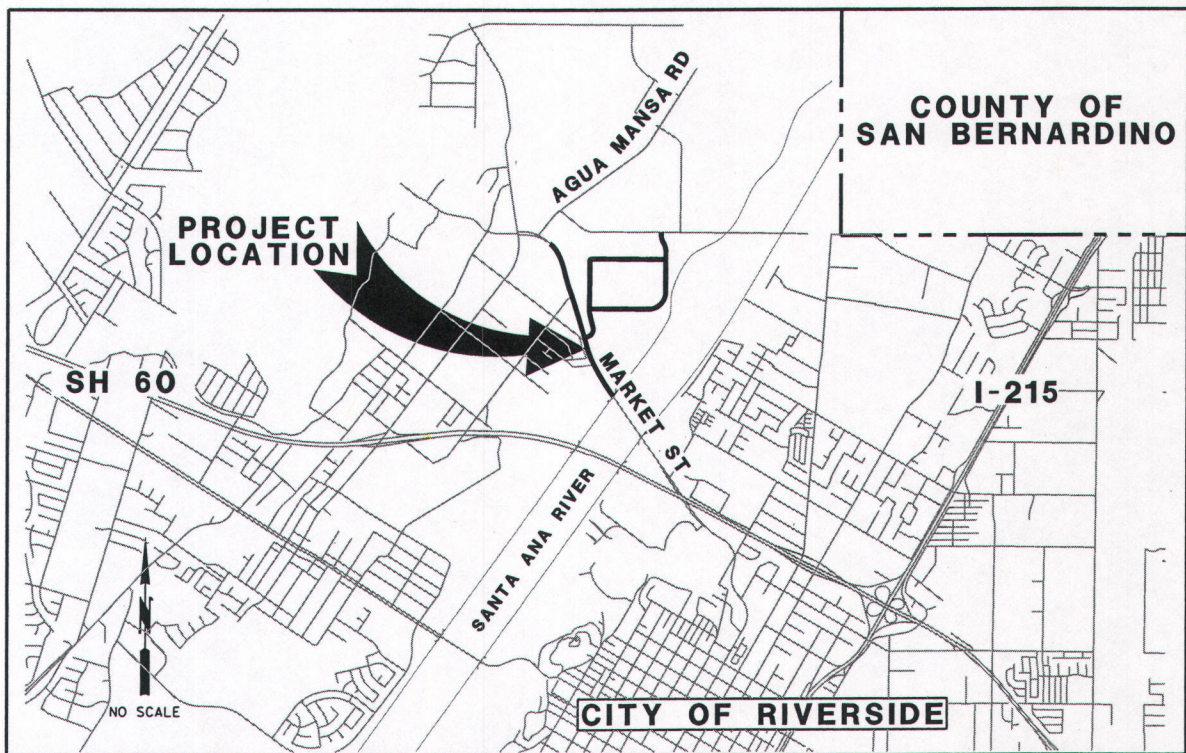 COUNTY OF
SAN BERNARDINO
AGUA MANSA RD
PROJECT
LOCATION
SH 60
MARKET ST
I-215
SANTA ANA RIVER
N
NO SCALE
CITY OF RIVERSIDE